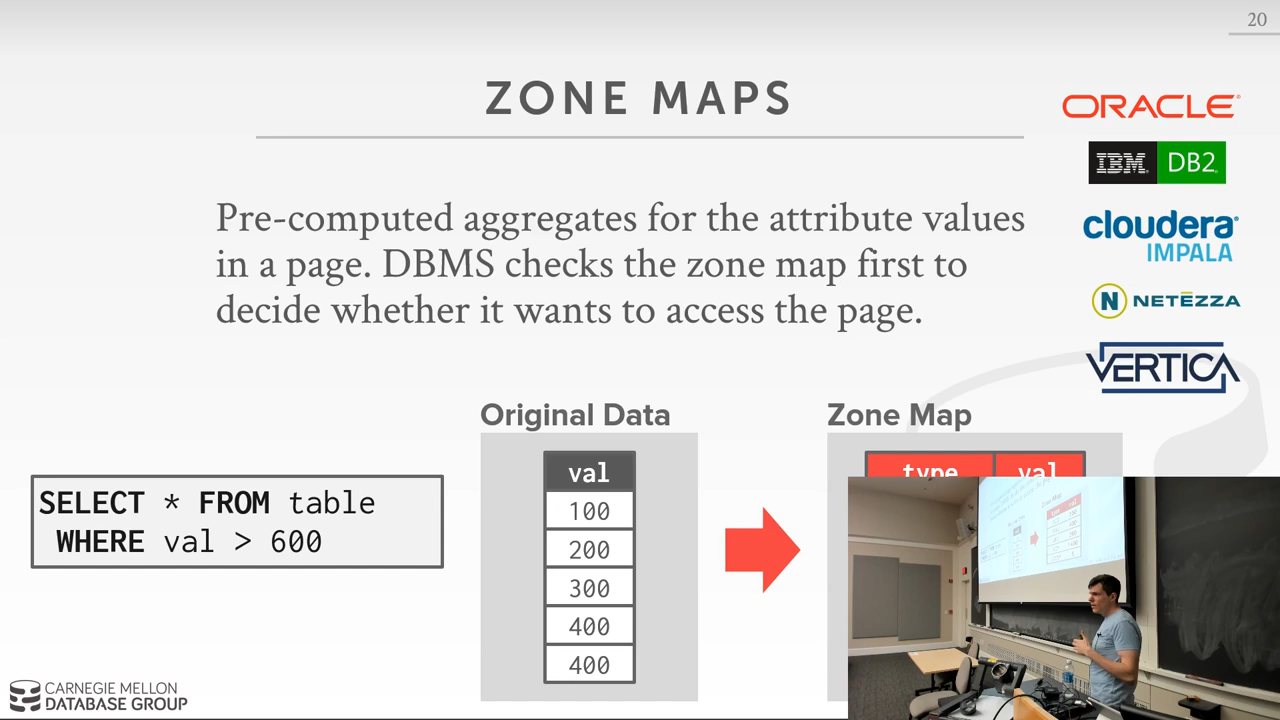 20
ZONE MAPS
ORACLE
IBM DB2
cloudera
IMPALA
NETEZZA
VERTICA
Pre-computed aggregates for the attribute values
in a page. DBMS checks the zone map first to
decide whether it wants to access the page.
SELECT * FROM table
WHERE val > 600
Original Data
val
100
200
300
400
400
Zone Map
type val
CARNEGIE MELLON
DATABASE GROUP